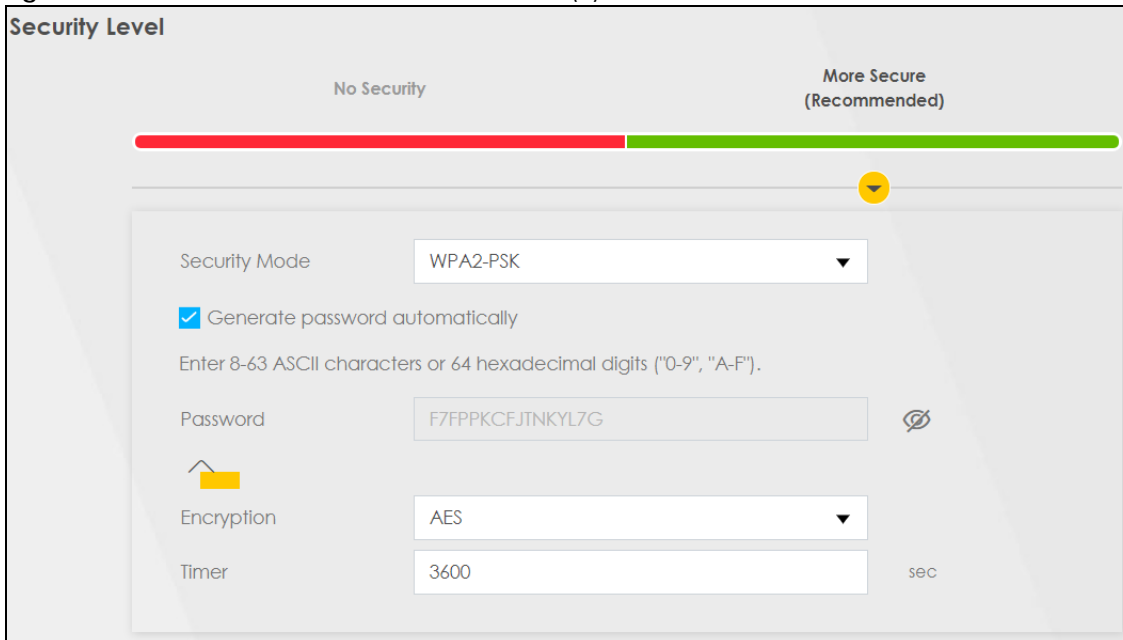 Security Level
No Security
More Secure
(Recommended)
Security Mode WPA2-PSK
Generate password automatically
Enter 8-63 ASCII characters or 64 hexadecimal digits ("0-9", "A-F").
Password F7FPPKCFJTNKYL7G
Encryption AES
Timer 3600 sec